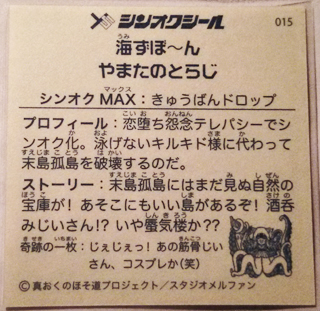 シンオクシール
015
海ずぼ〜ん
やまたのとらじ
シンオクMAX：きゅうばんドロップ
プロフィール：恋堕ち怨念テレパシーでシ
ンオク化。泳げないキルキド様に代わって
末島孤島を破壊するのだ。
ストーリー：末島孤島にはまだ見ぬ自然の
宝庫が！あそこにもいい島があるぞ！酒呑
みじいさん!? いや蜃気楼か??
奇跡の一枚：じぇじぇっ！あの筋骨じい
さん、コスプレか(笑)
©真おくのほそ道プロジェクト／スタジオメルファン